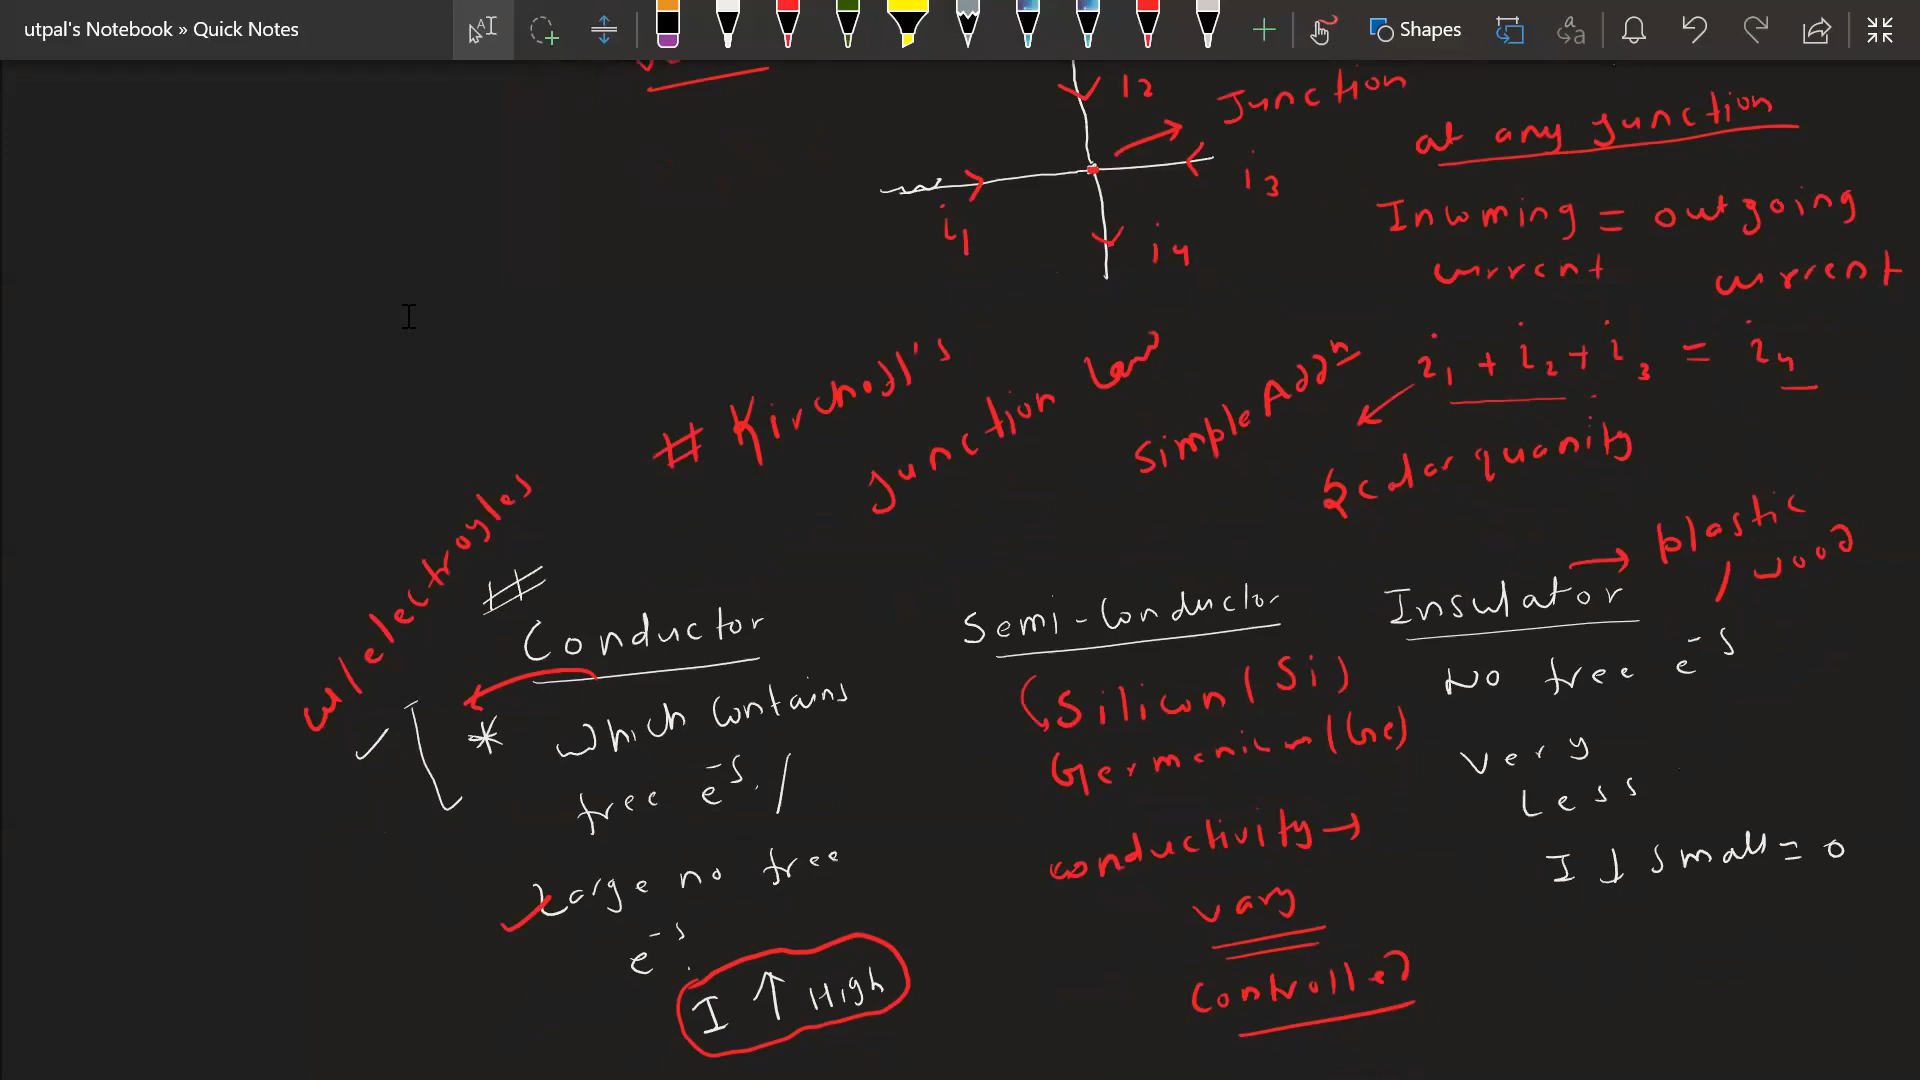 utpal's Notebook » Quick Notes
Shapes
I2
Junction
i3
i1
i4
at any junction
Incoming = outgoing
current current
i1 + i2 + i3 = i4
Simple Addn
Scalar quanity
# Kirchoff's
junction law
electroyles
#
Conductor
* which contains
free e-s. /
Large no free
e-s.
I ↑ High
Semi-Conductor
Silicon (Si)
Germanium (Ge)
conductivity →
vary
Controlled
Insulator → plastic
/ wood
No free e-s
very
Less
I ↓ small = 0